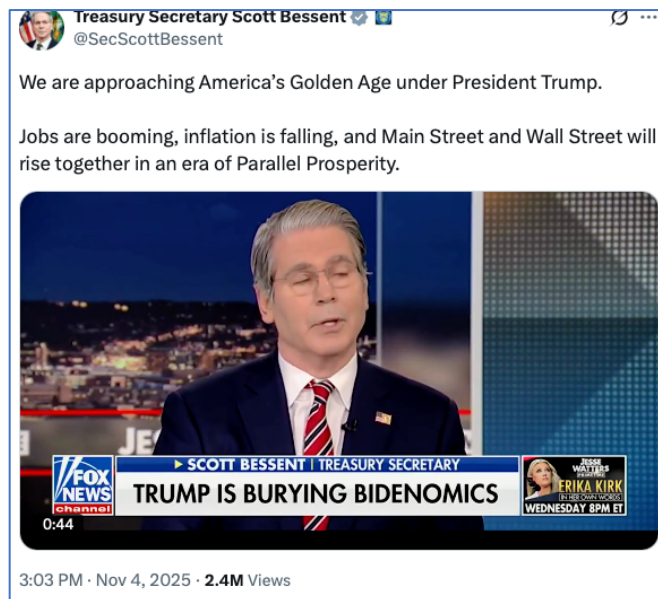 Treasury Secretary Scott Bessent
@SecScottBessent
We are approaching America’s Golden Age under President Trump.
Jobs are booming, inflation is falling, and Main Street and Wall Street will
rise together in an era of Parallel Prosperity.
JES
SCOTT BESSENT | TREASURY SECRETARY
FOX
NEWS
channel
TRUMP IS BURYING BIDENOMICS
JESSE
WATTERS
PRIMETIME
ERIKA KIRK
IN HER OWN WORDS
WEDNESDAY 8PM ET
0:44
3:03 PM · Nov 4, 2025 · 2.4M Views